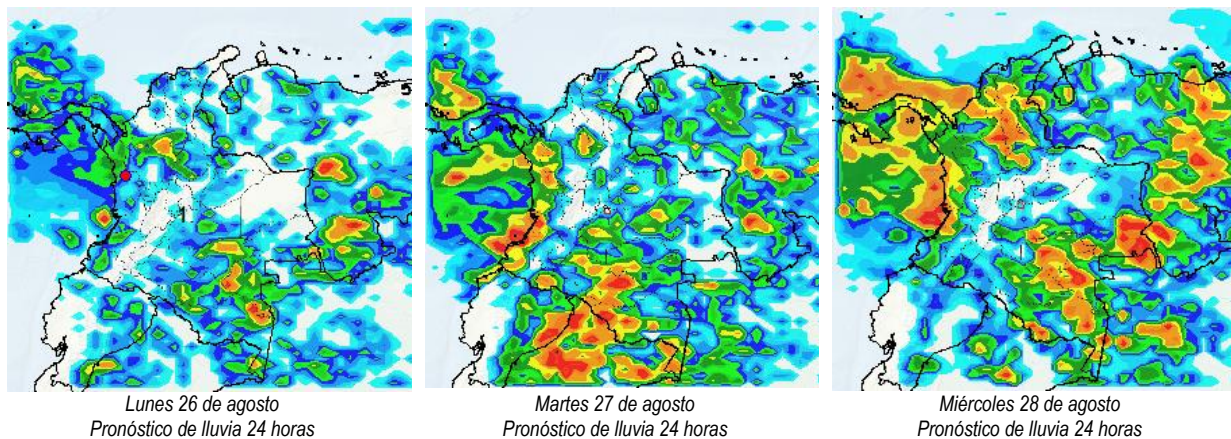 Lunes 26 de agosto
Pronóstico de lluvia 24 horas
Martes 27 de agosto
Pronóstico de lluvia 24 horas
Miércoles 28 de agosto
Pronóstico de lluvia 24 horas